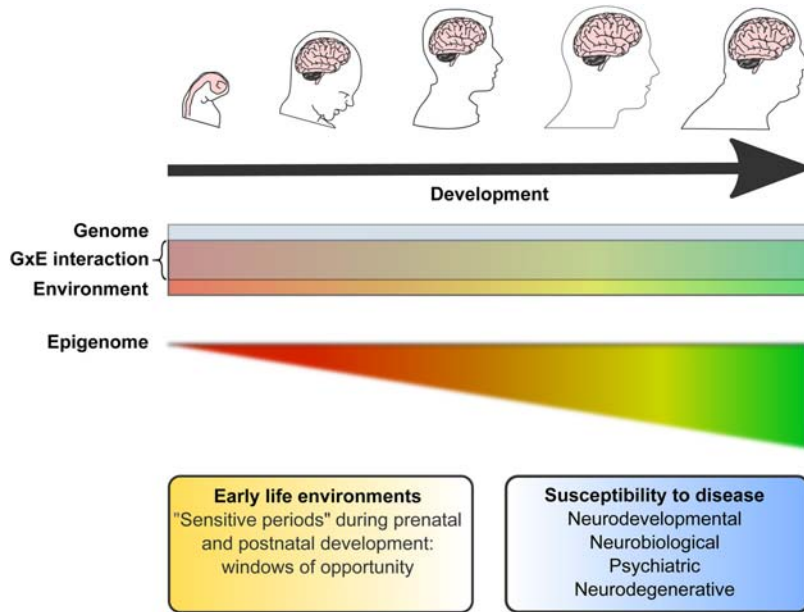 Development
Genome
GxE interaction
Environment
Epigenome
Early life environments
"Sensitive periods" during prenatal
and postnatal development:
windows of opportunity
Susceptibility to disease
Neurodevelopmental
Neurobiological
Psychiatric
Neurodegenerative